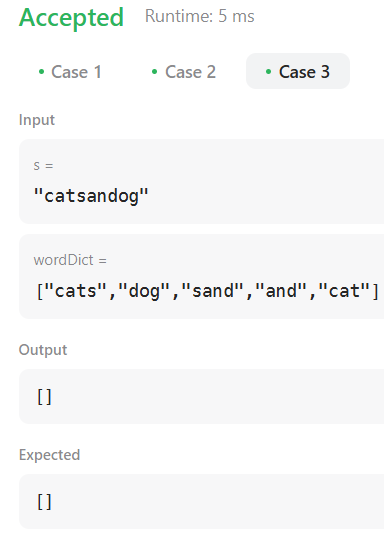 Accepted Runtime: 5 ms
Case 1 Case 2 Case 3
Input
s =
"catsandog"
wordDict =
["cats","dog","sand","and","cat"]
Output
[]
Expected
[]